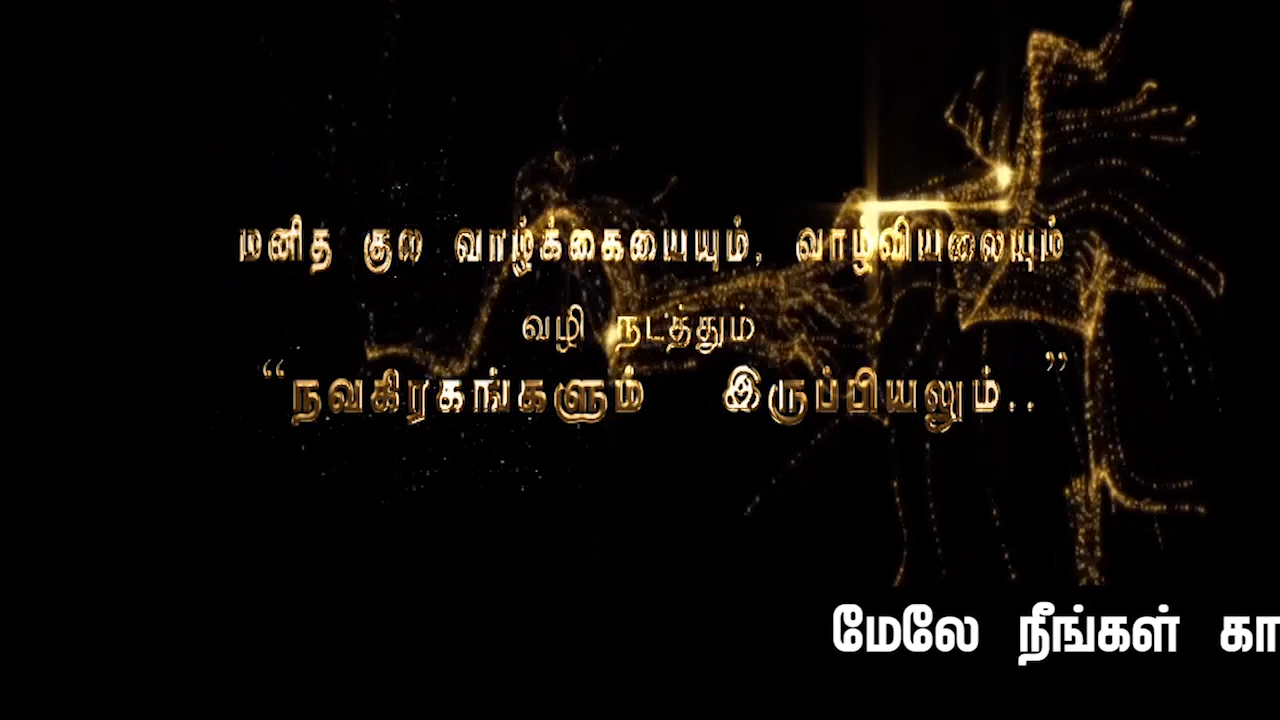 மனித குல வாழ்க்கையையும், வாழ்வியலையும்
வழி நடத்தும்
“நவகிரகங்களும் இருப்பியலும்..”
மேலே நீங்கள் கா